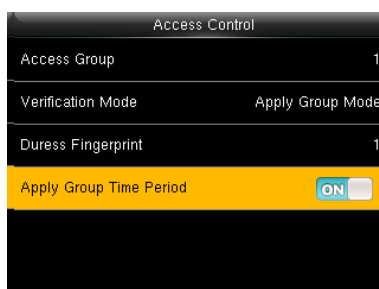 Access Control
Access Group 1
Verification Mode Apply Group Mode
Duress Fingerprint 1
Apply Group Time Period ON